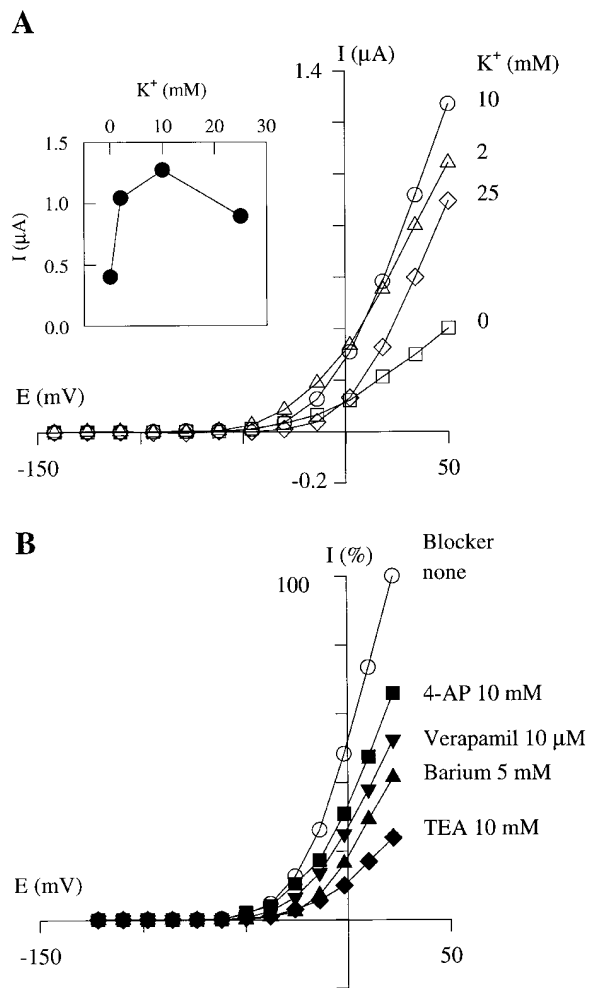 A
I (μA)
1.4
K⁺ (mM)
10
2
25
0
K⁺ (mM)
0 10 20 30
1.5
1.0
0.5
0.0
I (μA)
E (mV)
-150
50
-0.2
B
I (%)
100
Blocker
none
4-AP 10 mM
Verapamil 10 μM
Barium 5 mM
TEA 10 mM
E (mV)
-150
50